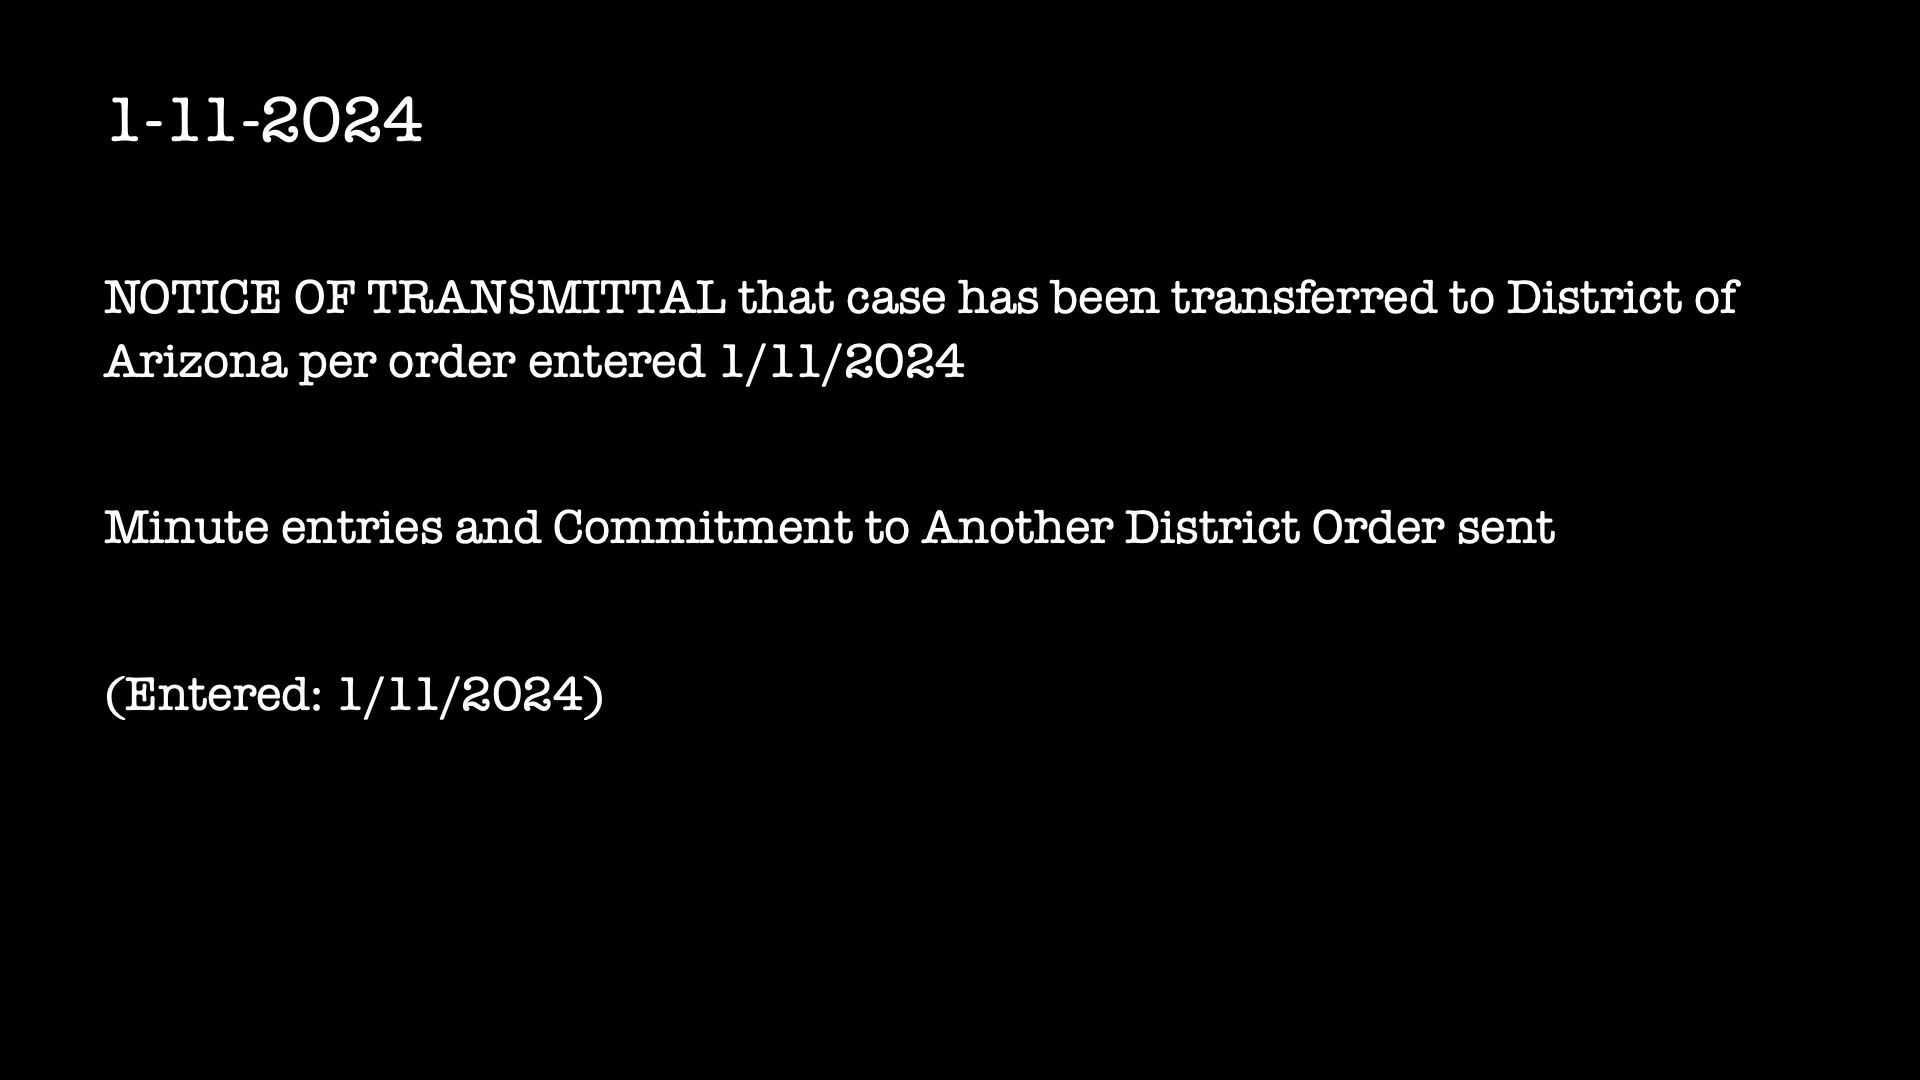 1-11-2024
NOTICE OF TRANSMITTAL that case has been transferred to District of
Arizona per order entered 1/11/2024
Minute entries and Commitment to Another District Order sent
(Entered: 1/11/2024)